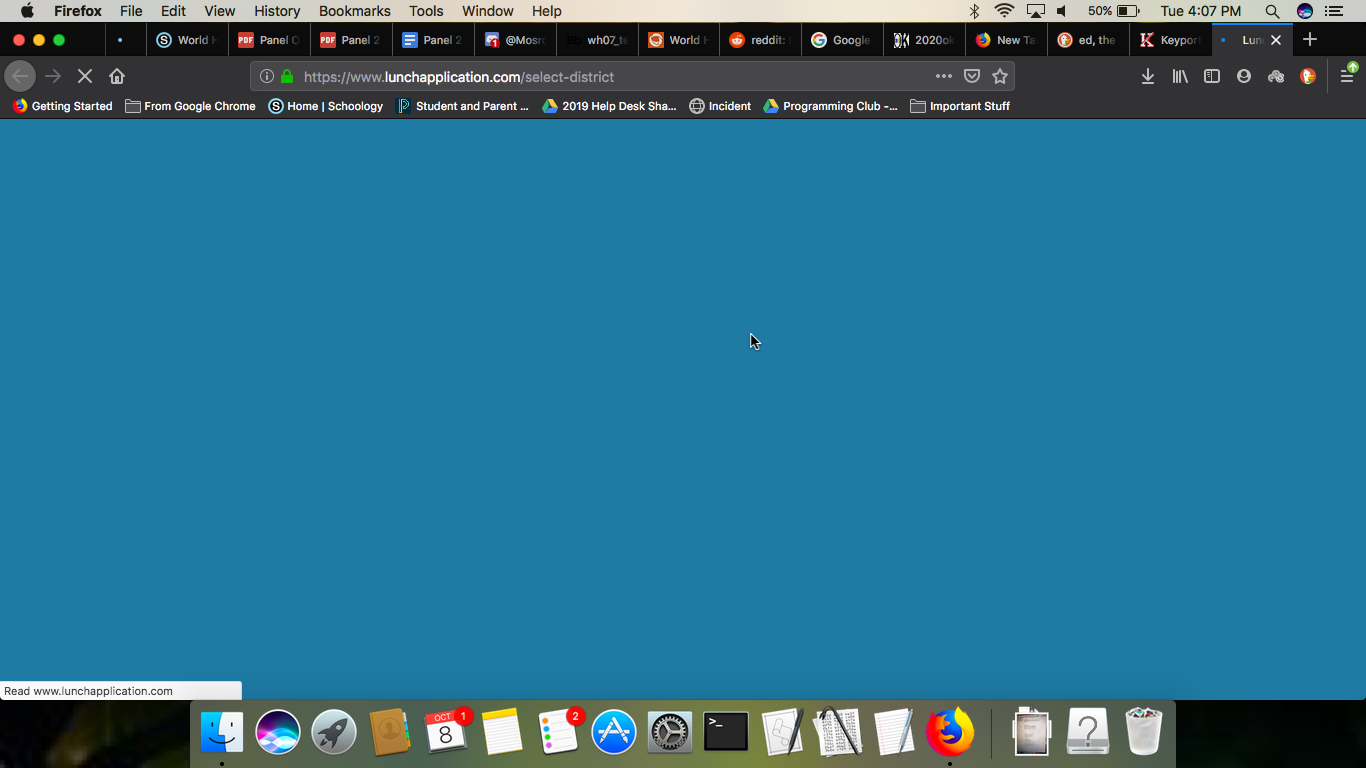 Firefox File Edit View History Bookmarks Tools Window Help 50% Tue 4:07 PM
S World H PDF Panel O PDF Panel 2 Panel 2 @Mosr wh07_te World H reddit: Google 2020ok New Ta ed, the K Keypor Lun
https://www.lunchapplication.com/select-district
Getting Started From Google Chrome S Home | Schoology Student and Parent ... 2019 Help Desk Sha... Incident Programming Club -... Important Stuff
Read www.lunchapplication.com
OCT 1 2
8 >_ ?